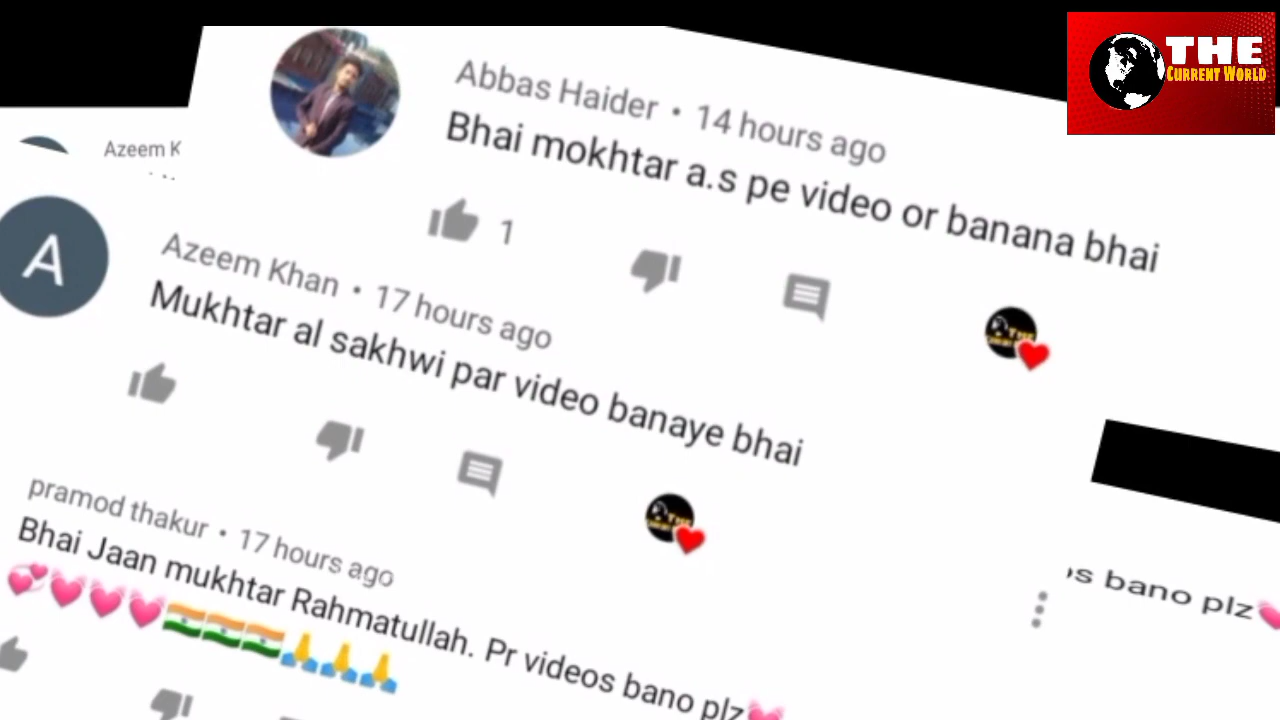 THE
CURRENT WORLD
Abbas Haider • 14 hours ago
Bhai mokhtar a.s pe video or banana bhai
1
Azeem K
A
Azeem Khan • 17 hours ago
Mukhtar al sakhwi par video banaye bhai
pramod thakur • 17 hours ago
Bhai Jaan mukhtar Rahmatullah. Pr videos bano plz💓
💞💓💓💓🇮🇳🇮🇳🇮🇳🙏🙏🙏
bano plz💓